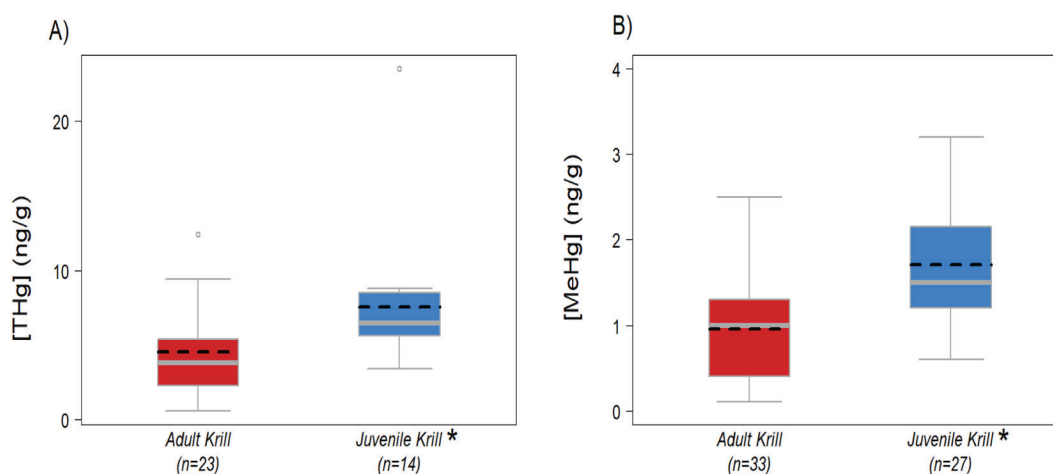 A)
[THg] (ng/g)
20
10
0
Adult Krill
(n=23)
Juvenile Krill *
(n=14)
B)
[MeHg] (ng/g)
4
3
2
1
0
Adult Krill
(n=33)
Juvenile Krill *
(n=27)